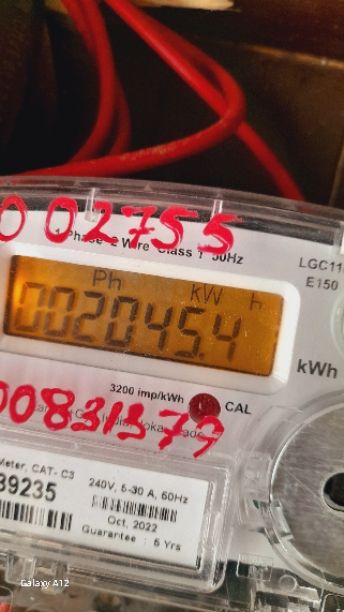 002755
1 Phase 2 Wire Class 1 50Hz
LGC11
E150
Ph kW h
002045.4
kWh
3200 imp/kWh CAL
Meter, CAT- C3
39235
240V, 5-30 A, 50Hz
Oct, 2022
Guarantee : 5 Yrs
Galaxy A12